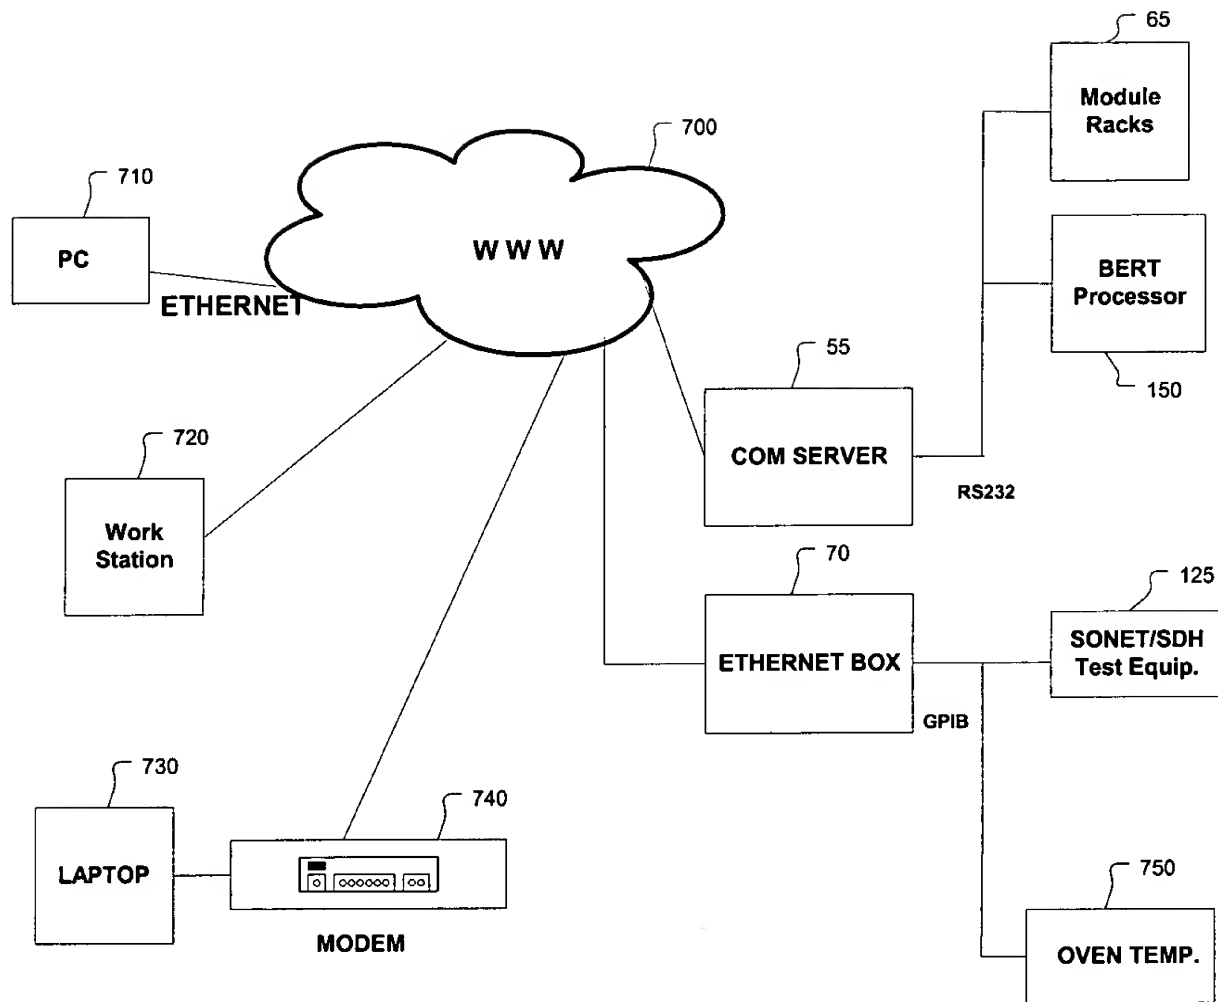 65
Module
Racks
700
710
PC
W W W
ETHERNET
BERT
Processor
150
55
COM SERVER
RS232
720
Work
Station
70
ETHERNET BOX
GPIB
125
SONET/SDH
Test Equip.
730
LAPTOP
740
MODEM
750
OVEN TEMP.